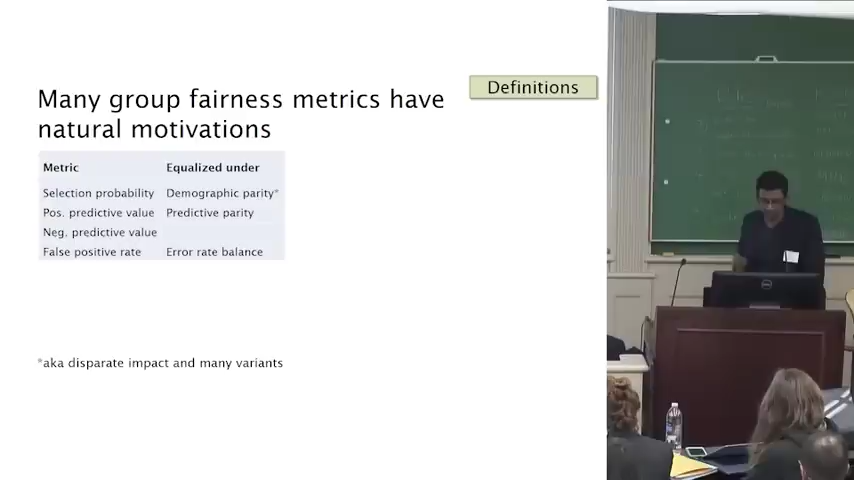 Definitions
Many group fairness metrics have
natural motivations
Metric Equalized under
Selection probability Demographic parity*
Pos. predictive value Predictive parity
Neg. predictive value
False positive rate Error rate balance
*aka disparate impact and many variants